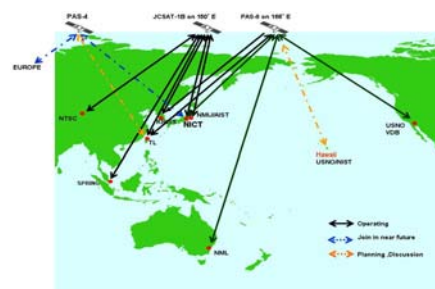 PAS-4
JCSAT-1B on 150° E
PAS-8 on 166° E
EUROPE
NTSC
NMIJ/AIST
NICT
TL
USNO
VDB
Hawaii
USNO/NIST
SPRING
NML
Operating
Join in near future
Planning ,Discussion